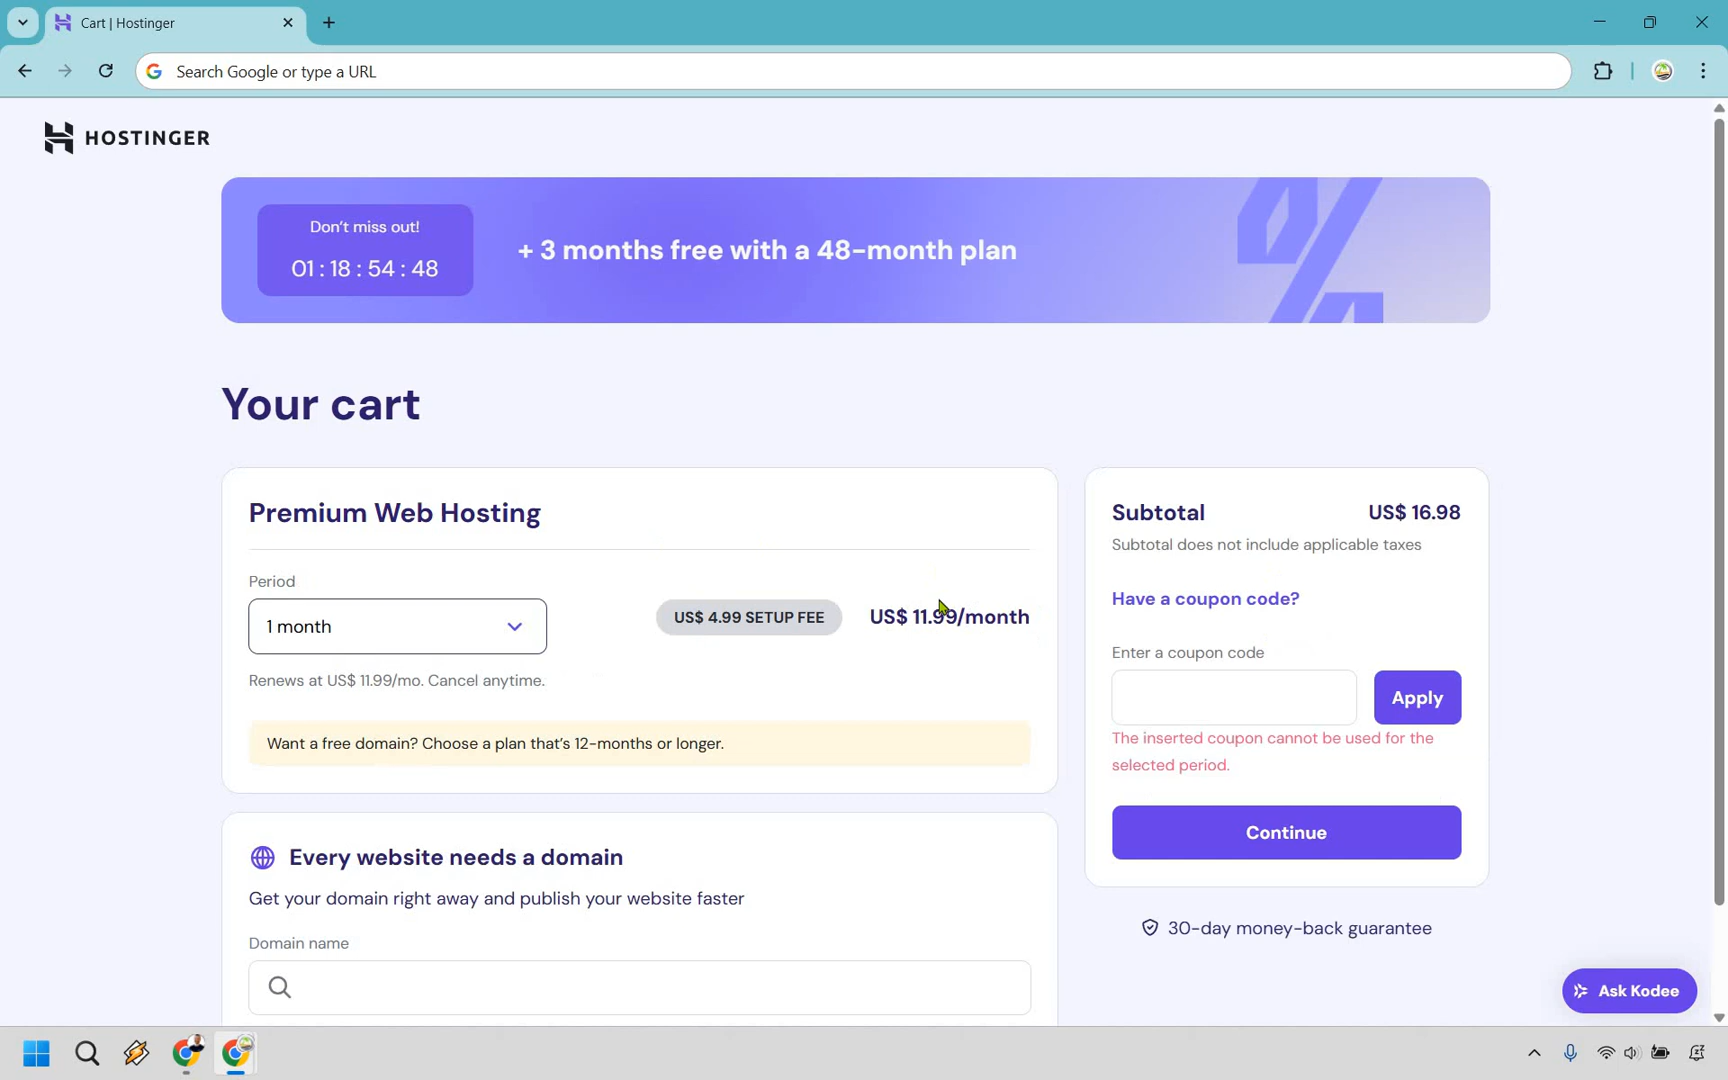 Cart | Hostinger
Search Google or type a URL
HOSTINGER
Don't miss out!
01 : 18 : 54 : 48
+ 3 months free with a 48-month plan
Your cart
Premium Web Hosting
Period
1 month
US$ 4.99 SETUP FEE
US$ 11.99/month
Renews at US$ 11.99/mo. Cancel anytime.
Want a free domain? Choose a plan that's 12-months or longer.
Every website needs a domain
Get your domain right away and publish your website faster
Domain name
Subtotal
US$ 16.98
Subtotal does not include applicable taxes
Have a coupon code?
Enter a coupon code
Apply
The inserted coupon cannot be used for the
selected period.
Continue
30-day money-back guarantee
Ask Kodee